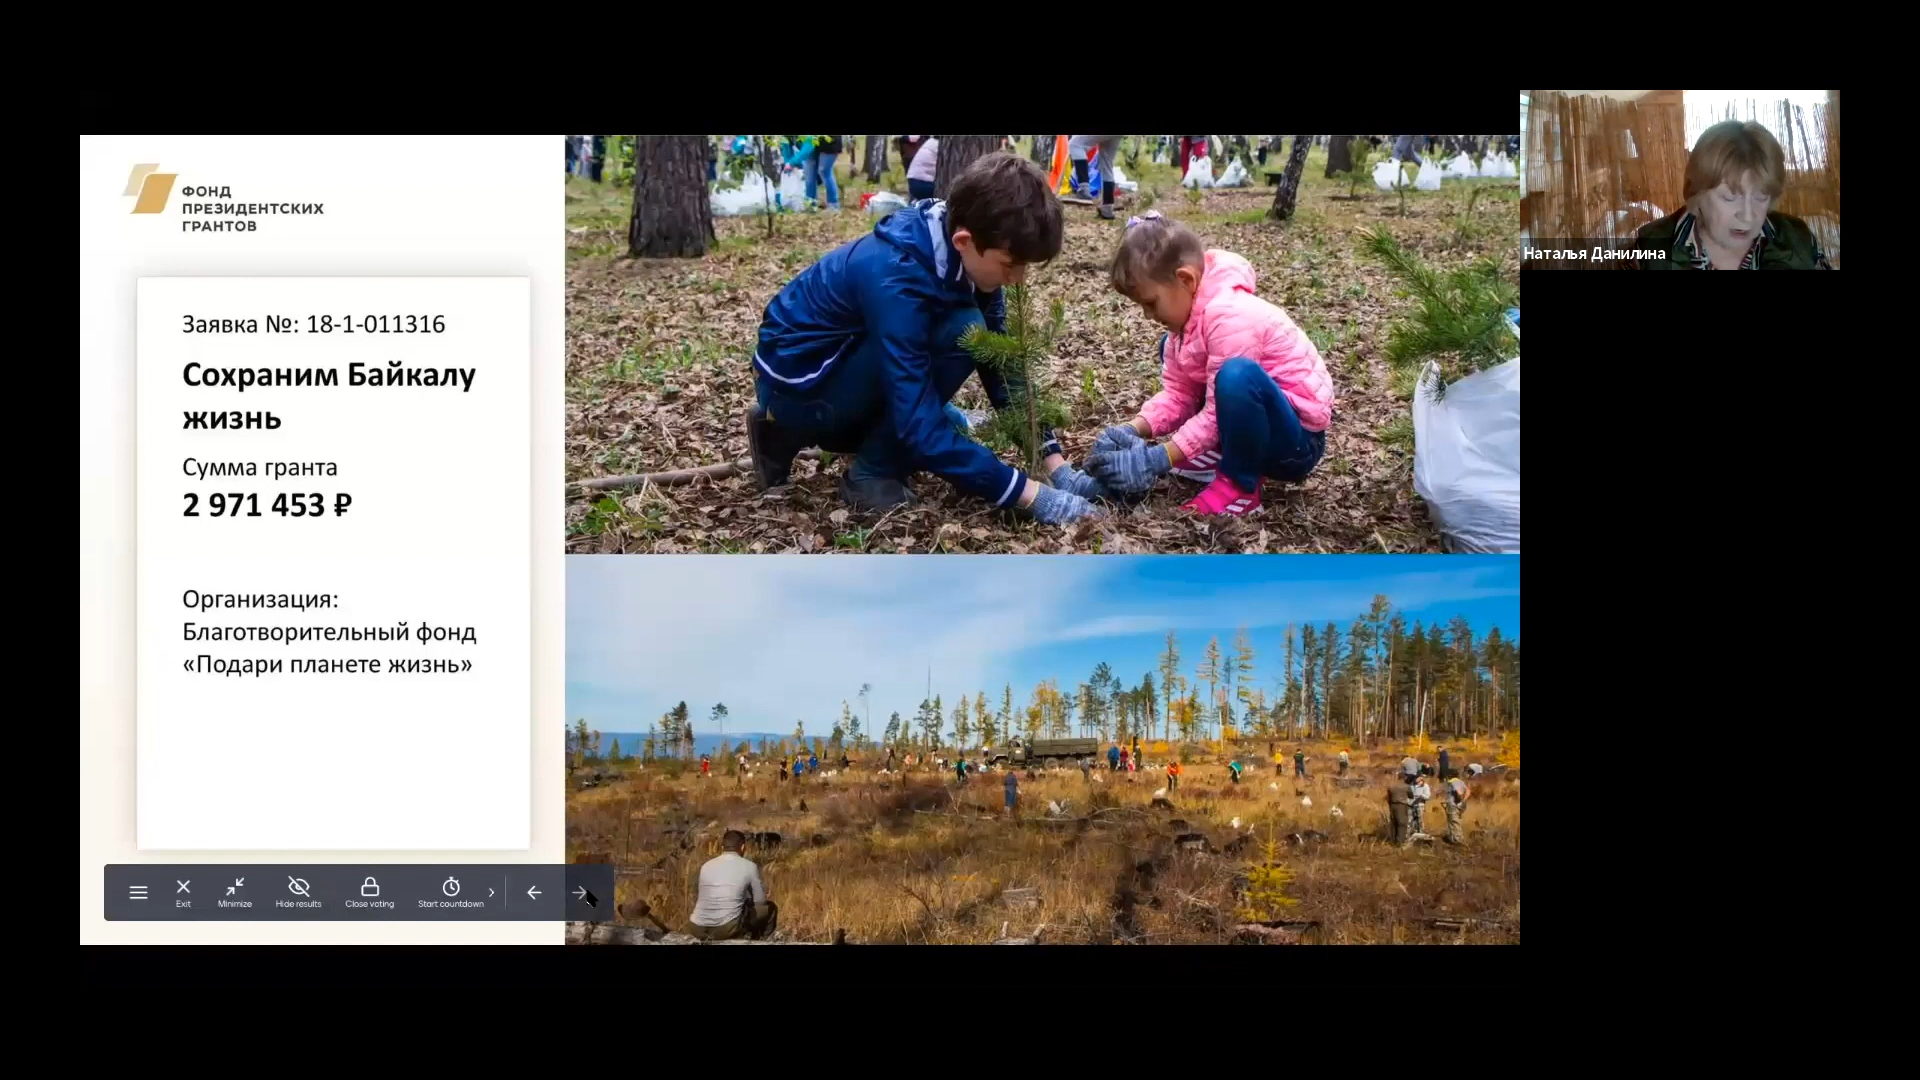 ФОНД
ПРЕЗИДЕНТСКИХ
ГРАНТОВ
Заявка №: 18-1-011316
Сохраним Байкалу
жизнь
Сумма гранта
2 971 453 ₽
Организация:
Благотворительный фонд
«Подари планете жизнь»
Exit
Minimize
Hide results
Close voting
Start countdown
Наталья Данилина